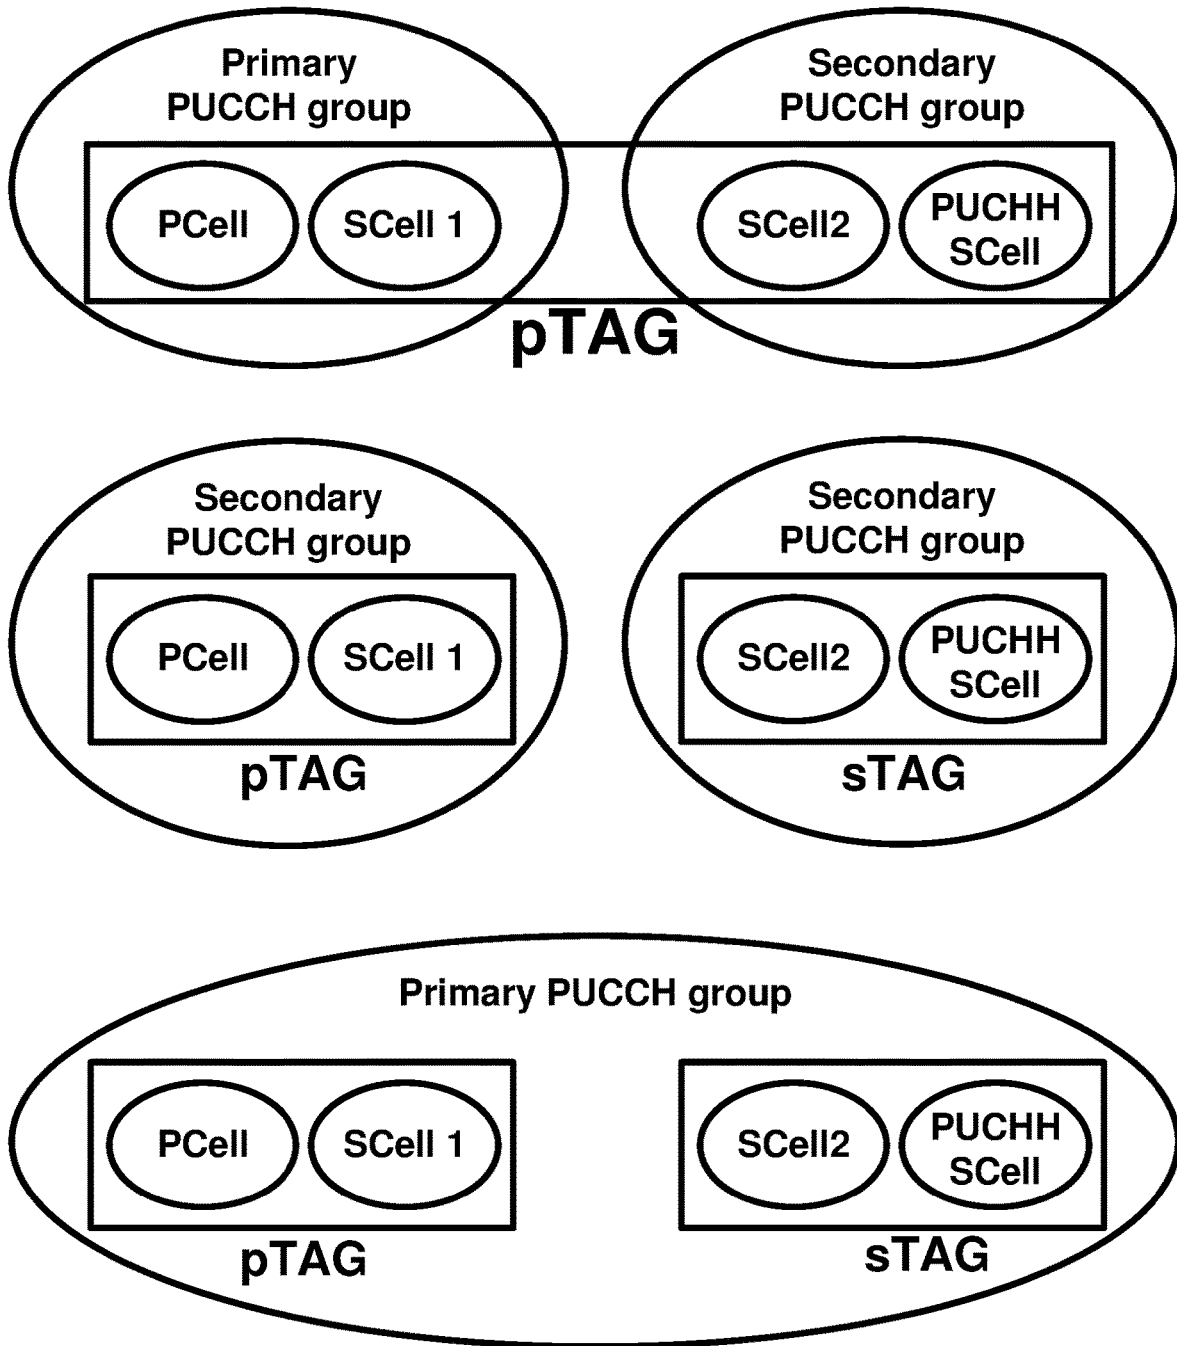 Primary
PUCCH group
Secondary
PUCCH group
PCell
SCell 1
SCell2
PUCHH
SCell
pTAG
Secondary
PUCCH group
Secondary
PUCCH group
PCell
SCell 1
SCell2
PUCHH
SCell
pTAG
sTAG
Primary PUCCH group
PCell
SCell 1
SCell2
PUCHH
SCell
pTAG
sTAG